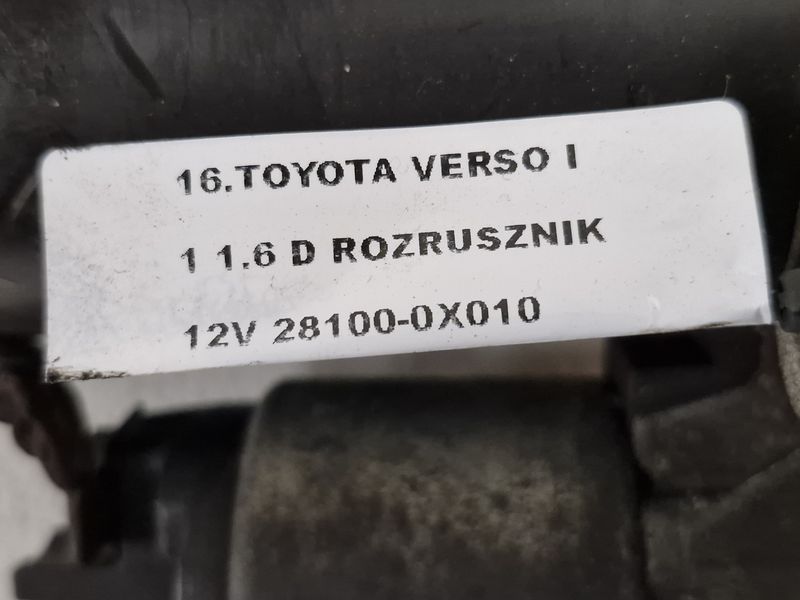 16.TOYOTA VERSO I
1 1.6 D ROZRUSZNIK
12V 28100-0X010